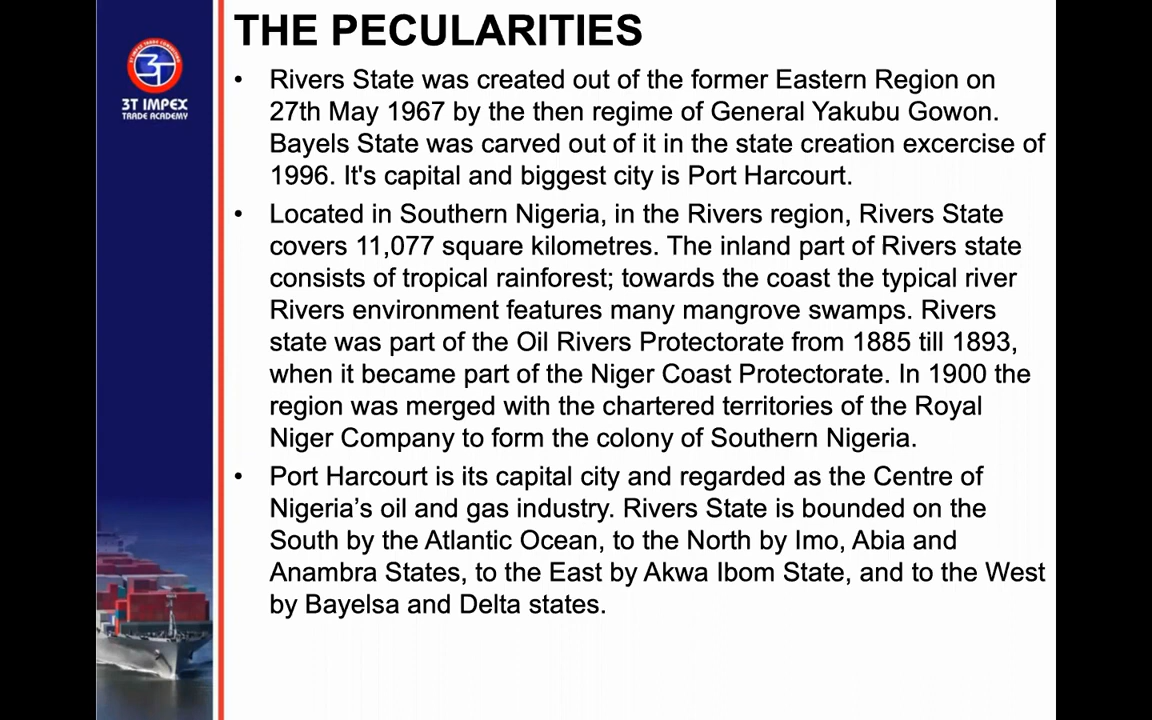 THE PECULARITIES
3T IMPEX
TRADE ACADEMY
• Rivers State was created out of the former Eastern Region on
27th May 1967 by the then regime of General Yakubu Gowon.
Bayels State was carved out of it in the state creation excercise of
1996. It's capital and biggest city is Port Harcourt.
• Located in Southern Nigeria, in the Rivers region, Rivers State
covers 11,077 square kilometres. The inland part of Rivers state
consists of tropical rainforest; towards the coast the typical river
Rivers environment features many mangrove swamps. Rivers
state was part of the Oil Rivers Protectorate from 1885 till 1893,
when it became part of the Niger Coast Protectorate. In 1900 the
region was merged with the chartered territories of the Royal
Niger Company to form the colony of Southern Nigeria.
• Port Harcourt is its capital city and regarded as the Centre of
Nigeria’s oil and gas industry. Rivers State is bounded on the
South by the Atlantic Ocean, to the North by Imo, Abia and
Anambra States, to the East by Akwa Ibom State, and to the West
by Bayelsa and Delta states.